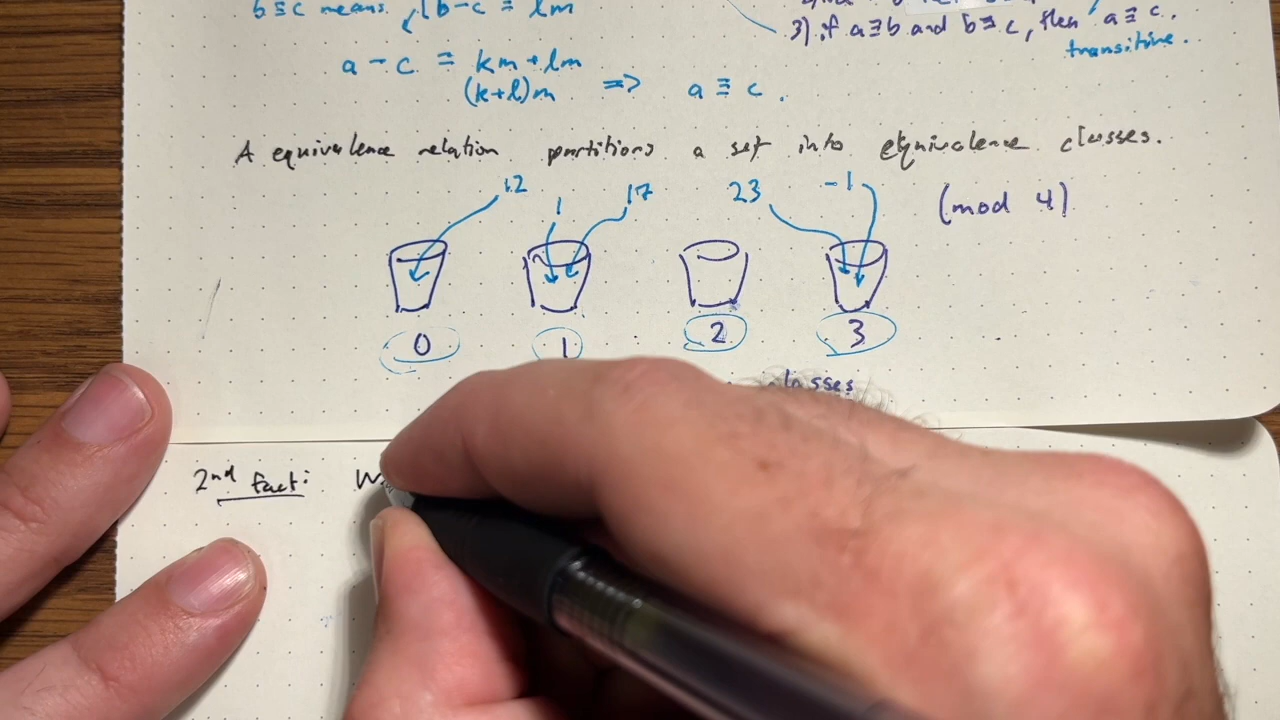 b ≡ c means b - c = lm
3) if a ≡ b and b ≡ c, then a ≡ c.
transitive.
a - c = km + lm
(k+l)m => a ≡ c.
A equivalence relation partitions a set into equivalence classes.
12 1 17 23 -1 (mod 4)
0 1 2 3
2nd fact: